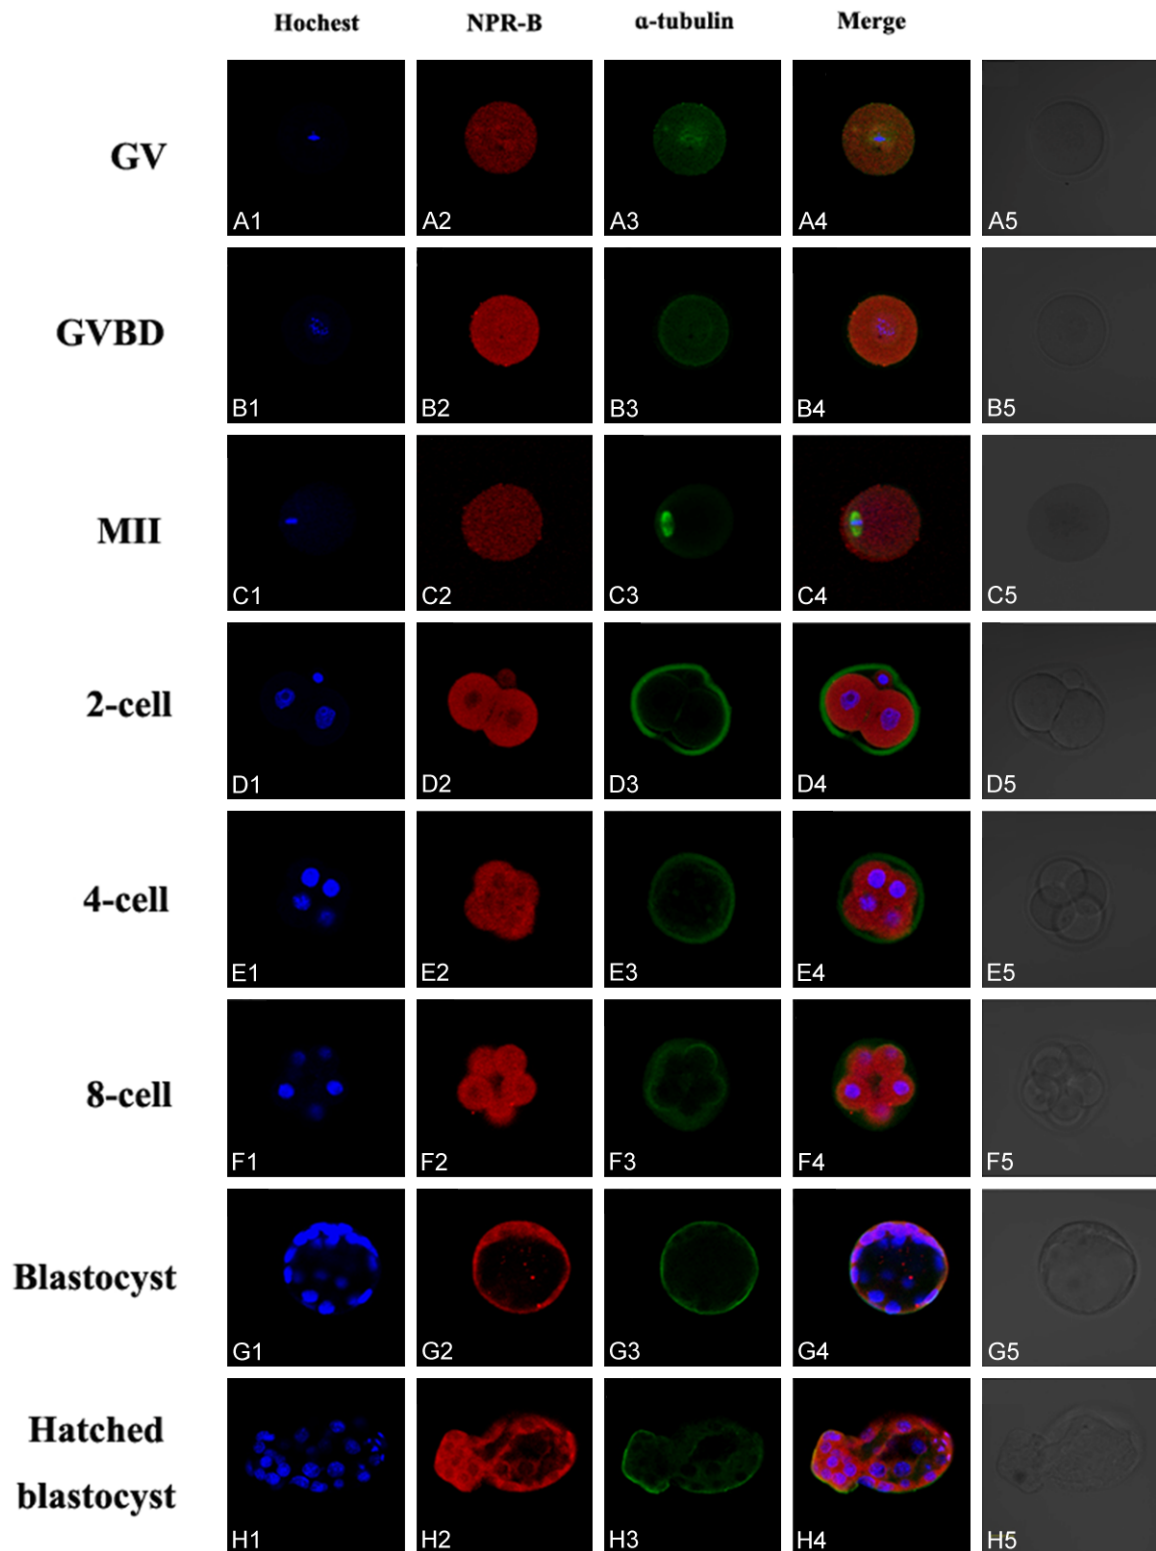 Hochest NPR-B α-tubulin Merge
GV
A1 A2 A3 A4 A5
GVBD
B1 B2 B3 B4 B5
MII
C1 C2 C3 C4 C5
2-cell
D1 D2 D3 D4 D5
4-cell
E1 E2 E3 E4 E5
8-cell
F1 F2 F3 F4 F5
Blastocyst
G1 G2 G3 G4 G5
Hatched
blastocyst
H1 H2 H3 H4 H5